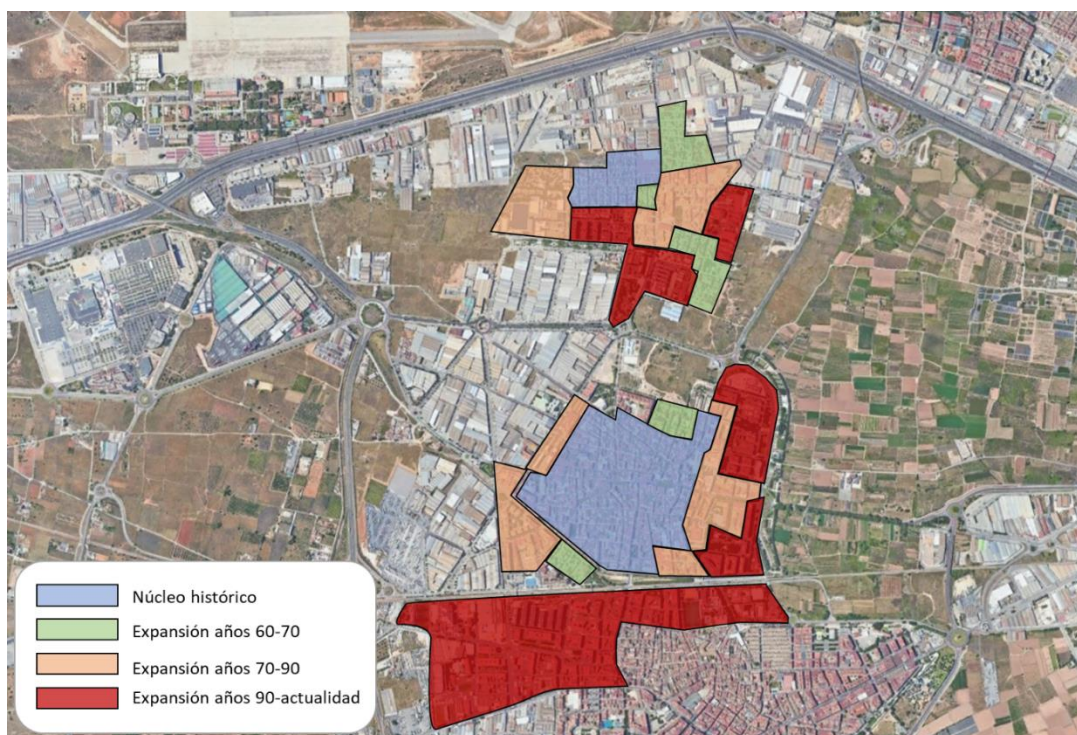 Núcleo histórico
Expansión años 60-70
Expansión años 70-90
Expansión años 90-actualidad